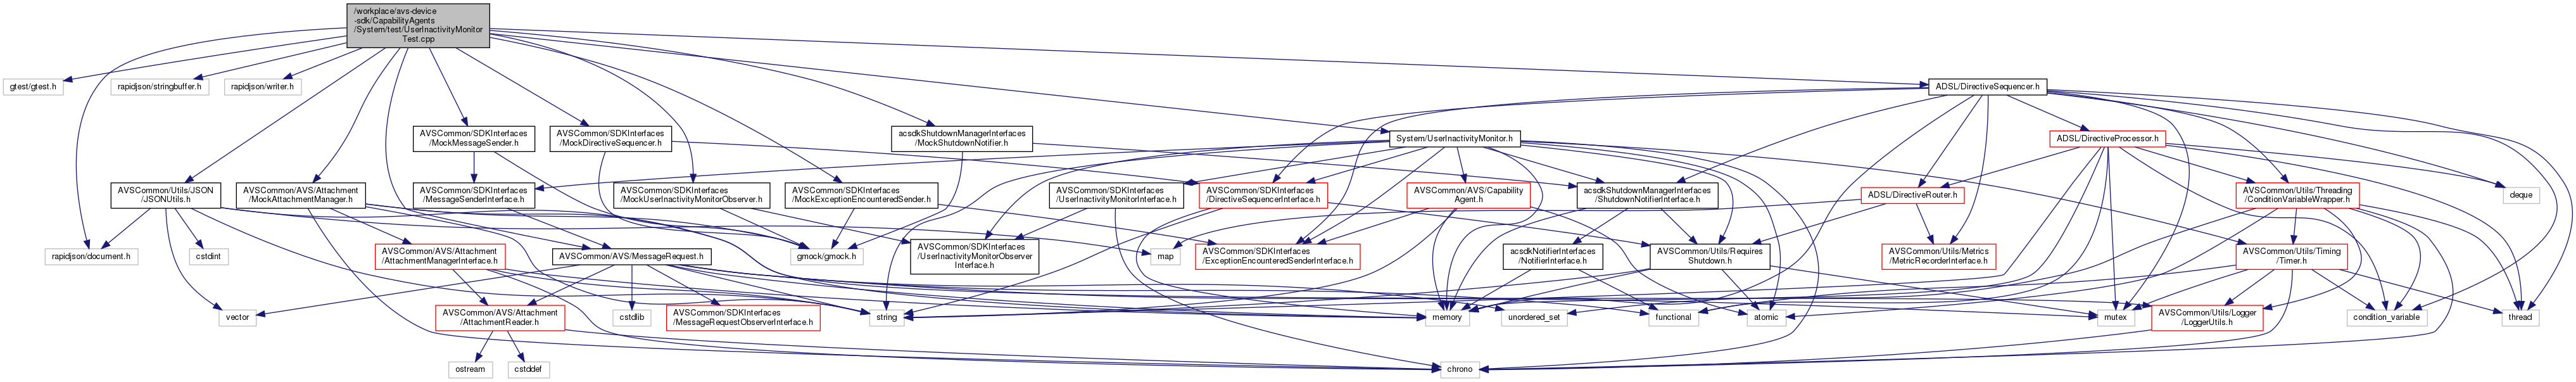 /workplace/avs-device
-sdk/CapabilityAgents
/System/test/UserInactivityMonitor
Test.cpp
gtest/gtest.h
rapidjson/stringbuffer.h
rapidjson/writer.h
ADSL/DirectiveSequencer.h
AVSCommon/SDKInterfaces
/MockMessageSender.h
AVSCommon/SDKInterfaces
/MockDirectiveSequencer.h
acsdkShutdownManagerInterfaces
/MockShutdownNotifier.h
System/UserInactivityMonitor.h
ADSL/DirectiveProcessor.h
AVSCommon/Utils/JSON
/JSONUtils.h
AVSCommon/AVS/Attachment
/MockAttachmentManager.h
AVSCommon/SDKInterfaces
/MessageSenderInterface.h
AVSCommon/SDKInterfaces
/MockUserInactivityMonitorObserver.h
AVSCommon/SDKInterfaces
/MockExceptionEncounteredSender.h
AVSCommon/SDKInterfaces
/UserInactivityMonitorInterface.h
AVSCommon/SDKInterfaces
/DirectiveSequencerInterface.h
AVSCommon/AVS/Capability
Agent.h
acsdkShutdownManagerInterfaces
/ShutdownNotifierInterface.h
ADSL/DirectiveRouter.h
AVSCommon/Utils/Threading
/ConditionVariableWrapper.h
deque
rapidjson/document.h
cstdint
AVSCommon/AVS/Attachment
/AttachmentManagerInterface.h
AVSCommon/AVS/MessageRequest.h
gmock/gmock.h
AVSCommon/SDKInterfaces
/UserInactivityMonitorObserver
Interface.h
map
AVSCommon/SDKInterfaces
/ExceptionEncounteredSenderInterface.h
acsdkNotifierInterfaces
/NotifierInterface.h
AVSCommon/Utils/Requires
Shutdown.h
AVSCommon/Utils/Metrics
/MetricRecorderInterface.h
AVSCommon/Utils/Timing
/Timer.h
vector
AVSCommon/AVS/Attachment
/AttachmentReader.h
cstdlib
AVSCommon/SDKInterfaces
/MessageRequestObserverInterface.h
string
memory
unordered_set
functional
atomic
mutex
AVSCommon/Utils/Logger
/LoggerUtils.h
condition_variable
thread
ostream
cstddef
chrono